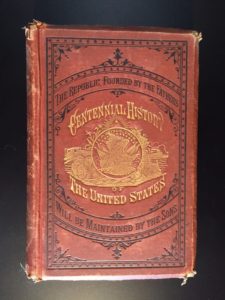 THE REPUBLIC, FOUNDED BY THE FATHERS
CENTENNIAL HISTORY
OF
THE UNITED STATES
WILL BE MAINTAINED BY THE SONS.